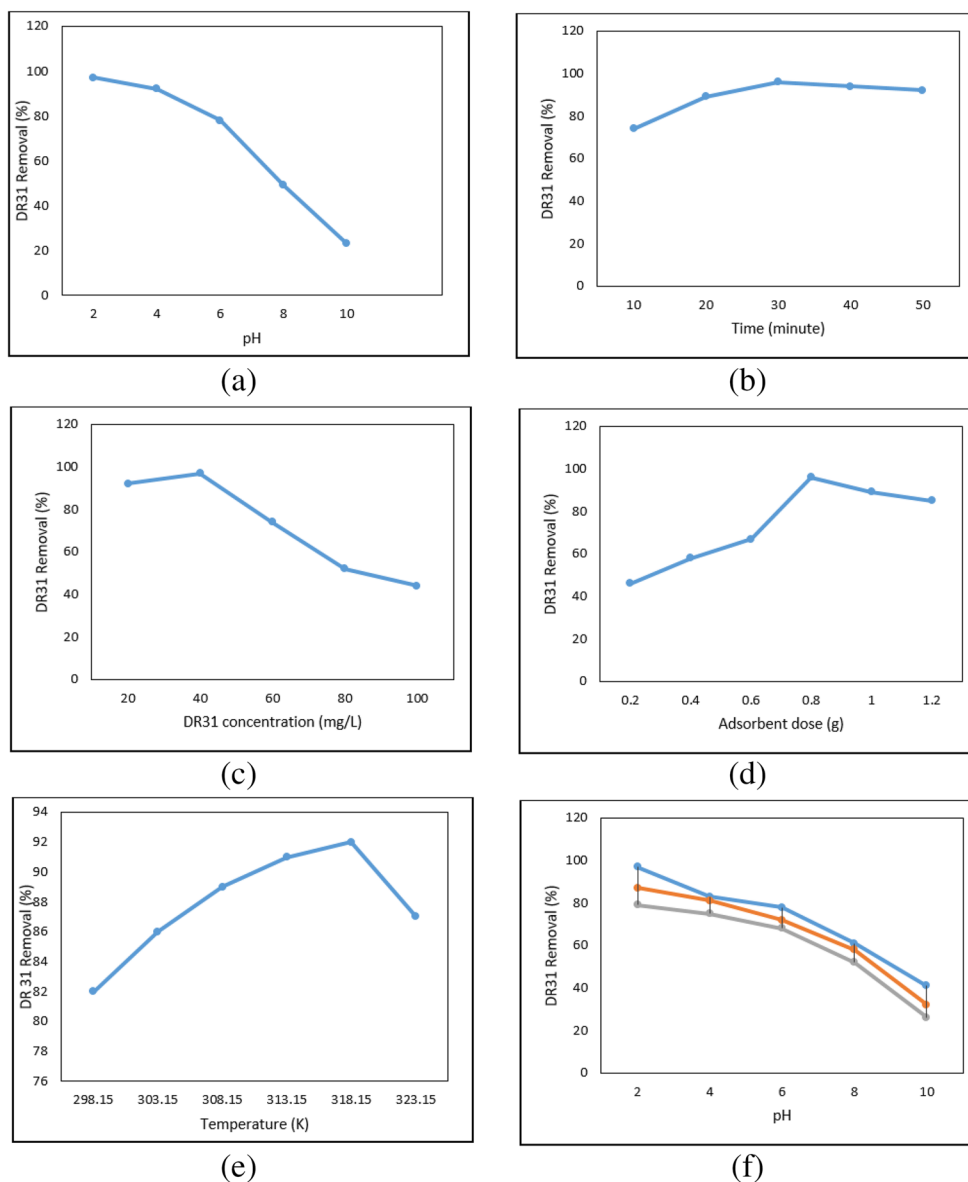 120
100
80
60
40
20
0
DR31 Removal (%)
2 4 6 8 10
pH
(a)
120
100
80
60
40
20
0
DR31 Removal (%)
10 20 30 40 50
Time (minute)
(b)
120
100
80
60
40
20
0
DR31 Removal (%)
20 40 60 80 100
DR31 concentration (mg/L)
(c)
120
100
80
60
40
20
0
DR31 Removal (%)
0.2 0.4 0.6 0.8 1 1.2
Adsorbent dose (g)
(d)
94
92
90
88
86
84
82
80
78
76
DR 31 Removal (%)
298.15 303.15 308.15 313.15 318.15 323.15
Temperature (K)
(e)
120
100
80
60
40
20
0
DR31 Removal (%)
2 4 6 8 10
pH
(f)